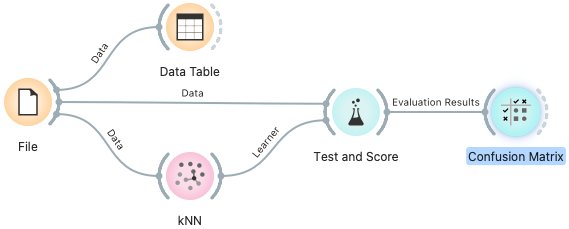 Data
Data Table
Data
Evaluation Results
File
Data
Learner
Test and Score
Confusion Matrix
kNN